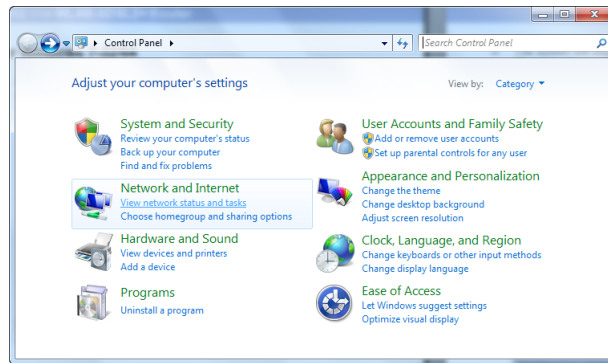 Control Panel
Search Control Panel
Adjust your computer's settings
View by: Category
System and Security
Review your computer's status
Back up your computer
Find and fix problems
Network and Internet
View network status and tasks
Choose homegroup and sharing options
Hardware and Sound
View devices and printers
Add a device
Programs
Uninstall a program
User Accounts and Family Safety
Add or remove user accounts
Set up parental controls for any user
Appearance and Personalization
Change the theme
Change desktop background
Adjust screen resolution
Clock, Language, and Region
Change keyboards or other input methods
Change display language
Ease of Access
Let Windows suggest settings
Optimize visual display